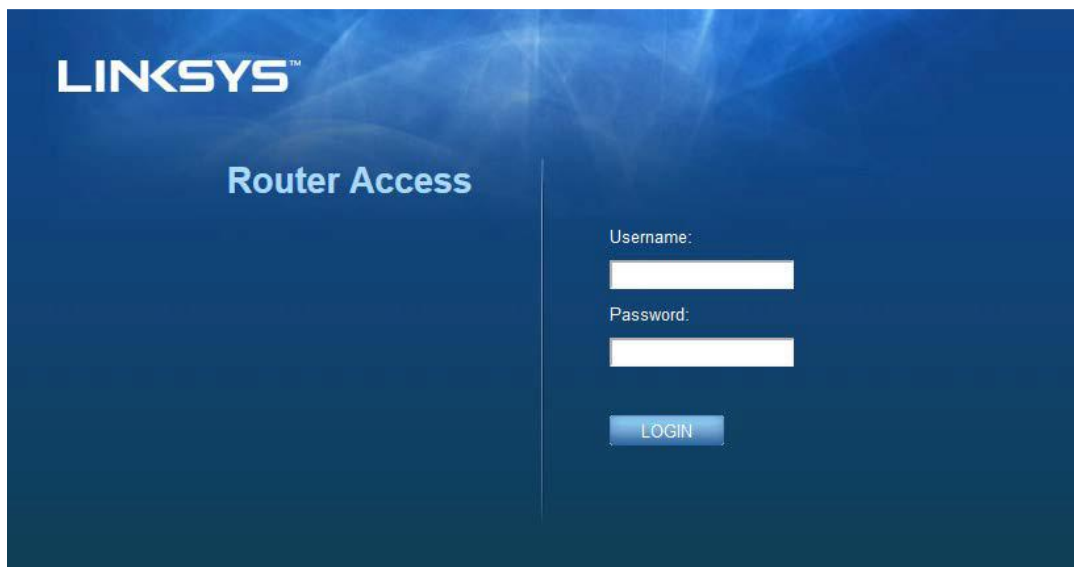 LINKSYS™
Router Access
Username:
Password:
LOGIN